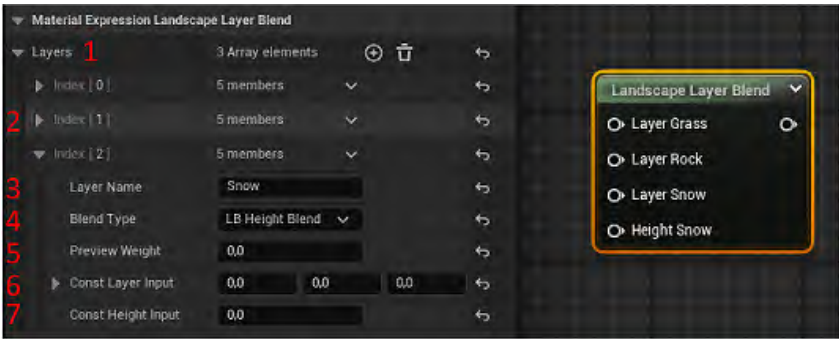 Material Expression Landscape Layer Blend
Layers 1 3 Array elements
Index [ 0 ] 5 members
2 Index [ 1 ] 5 members
Index [ 2 ] 5 members
3 Layer Name Snow
4 Blend Type LB Height Blend
5 Preview Weight 0,0
6 Const Layer Input 0,0 0,0 0,0
7 Const Height Input 0,0
Landscape Layer Blend
Layer Grass
Layer Rock
Layer Snow
Height Snow